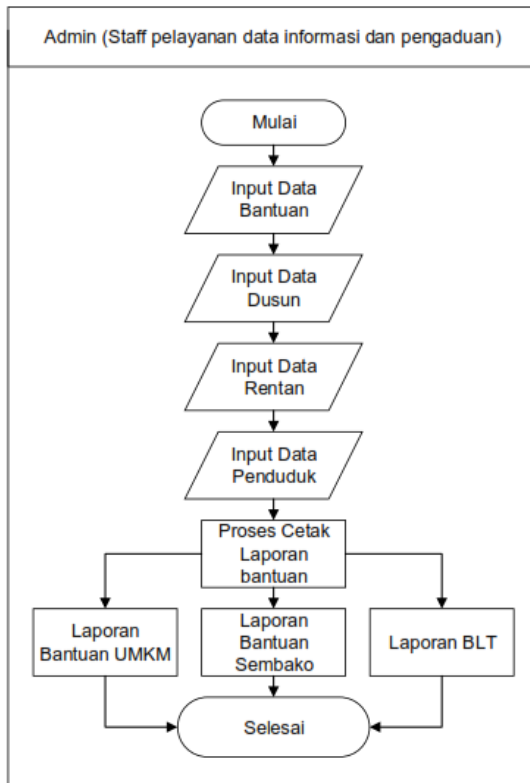 Admin (Staff pelayanan data informasi dan pengaduan)
Mulai
Input Data
Bantuan
Input Data
Dusun
Input Data
Rentan
Input Data
Penduduk
Proses Cetak
Laporan
bantuan
Laporan
Bantuan UMKM
Laporan
Bantuan
Sembako
Laporan BLT
Selesai